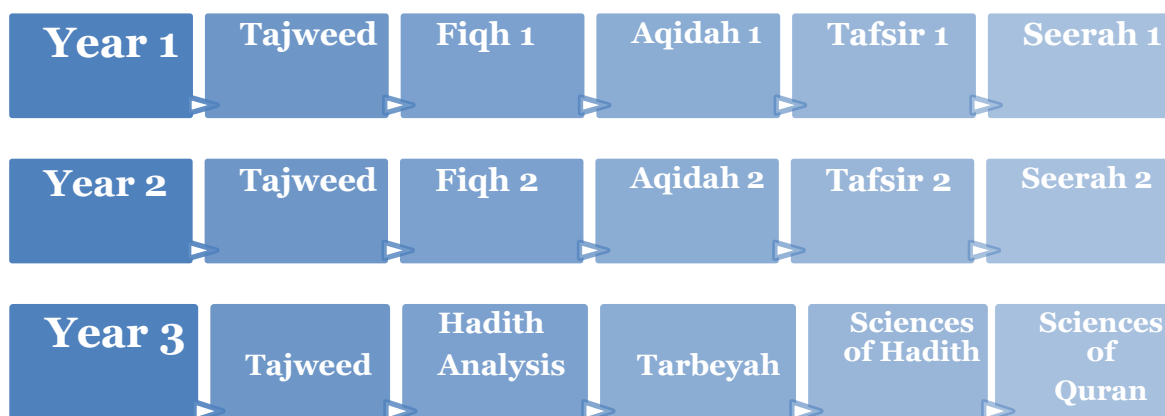 Year 1
Tajweed
Fiqh 1
Aqidah 1
Tafsir 1
Seerah 1
Year 2
Tajweed
Fiqh 2
Aqidah 2
Tafsir 2
Seerah 2
Year 3
Tajweed
Hadith
Analysis
Tarbeyah
Sciences
of Hadith
Sciences
of
Quran